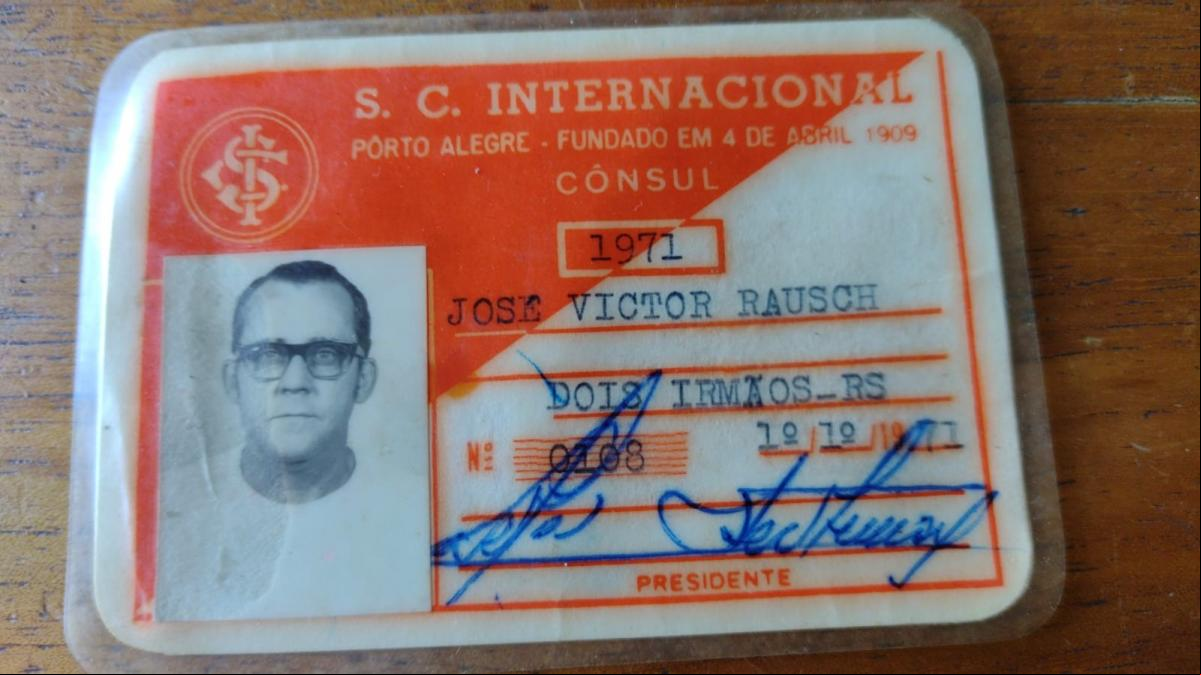 S. C. INTERNACIONAL
PÔRTO ALEGRE - FUNDADO EM 4 DE ABRIL 1909
CÔNSUL
1971
JOSE VICTOR RAUSCH
DOIS IRMÃOS-RS
Nº 0108 1º/1º/1971
PRESIDENTE